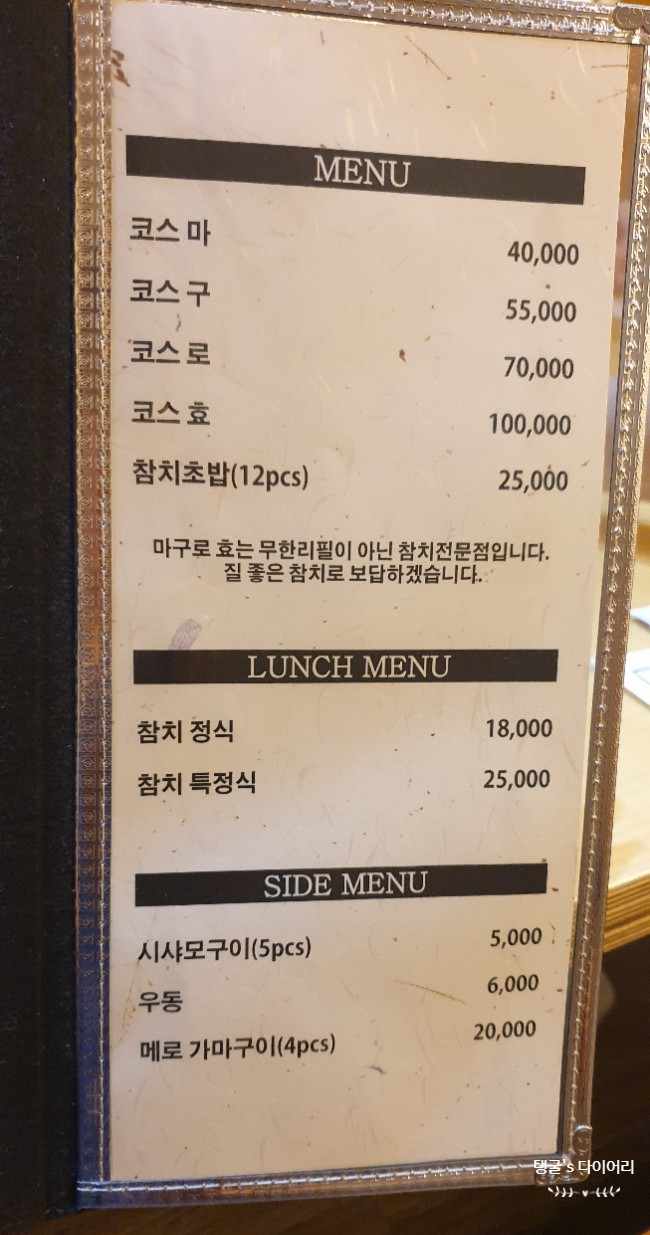 MENU
코스 마 40,000
코스 구 55,000
코스 로 70,000
코스 효 100,000
참치초밥(12pcs) 25,000
마구로 효는 무한리필이 아닌 참치전문점입니다.
질 좋은 참치로 보답하겠습니다.
LUNCH MENU
참치 정식 18,000
참치 특정식 25,000
SIDE MENU
시샤모구이(5pcs) 5,000
우동 6,000
메로 가마구이(4pcs) 20,000
탱굴's 다이어리